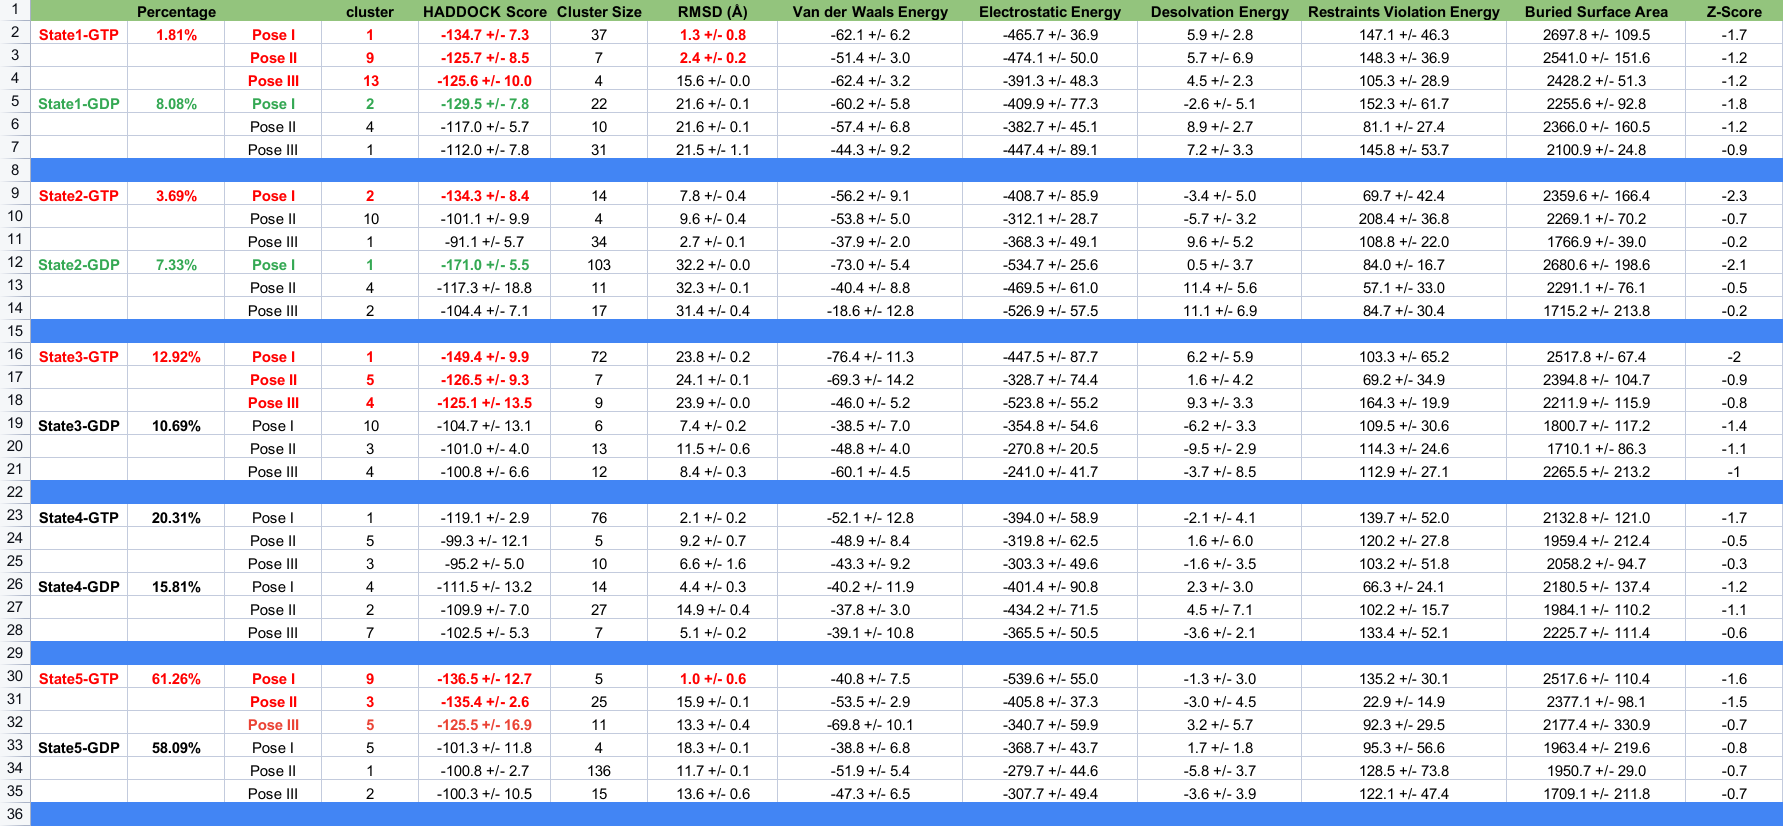 1 Percentage cluster HADDOCK Score Cluster Size RMSD (Å) Van der Waals Energy Electrostatic Energy Desolvation Energy Restraints Violation Energy Buried Surface Area Z-Score
2 State1-GTP 1.81% Pose I 1 -134.7 +/- 7.3 37 1.3 +/- 0.8 -62.1 +/- 6.2 -465.7 +/- 36.9 5.9 +/- 2.8 147.1 +/- 46.3 2697.8 +/- 109.5 -1.7
3 Pose II 9 -125.7 +/- 8.5 7 2.4 +/- 0.2 -51.4 +/- 3.0 -474.1 +/- 50.0 5.7 +/- 6.9 148.3 +/- 36.9 2541.0 +/- 151.6 -1.2
4 Pose III 13 -125.6 +/- 10.0 4 15.6 +/- 0.0 -62.4 +/- 3.2 -391.3 +/- 48.3 4.5 +/- 2.3 105.3 +/- 28.9 2428.2 +/- 51.3 -1.2
5 State1-GDP 8.08% Pose I 2 -129.5 +/- 7.8 22 21.6 +/- 0.1 -60.2 +/- 5.8 -409.9 +/- 77.3 -2.6 +/- 5.1 152.3 +/- 61.7 2255.6 +/- 92.8 -1.8
6 Pose II 4 -117.0 +/- 5.7 10 21.6 +/- 0.1 -57.4 +/- 6.8 -382.7 +/- 45.1 8.9 +/- 2.7 81.1 +/- 27.4 2366.0 +/- 160.5 -1.2
7 Pose III 1 -112.0 +/- 7.8 31 21.5 +/- 1.1 -44.3 +/- 9.2 -447.4 +/- 89.1 7.2 +/- 3.3 145.8 +/- 53.7 2100.9 +/- 24.8 -0.9
8
9 State2-GTP 3.69% Pose I 2 -134.3 +/- 8.4 14 7.8 +/- 0.4 -56.2 +/- 9.1 -408.7 +/- 85.9 -3.4 +/- 5.0 69.7 +/- 42.4 2359.6 +/- 166.4 -2.3
10 Pose II 10 -101.1 +/- 9.9 4 9.6 +/- 0.4 -53.8 +/- 5.0 -312.1 +/- 28.7 -5.7 +/- 3.2 208.4 +/- 36.8 2269.1 +/- 70.2 -0.7
11 Pose III 1 -91.1 +/- 5.7 34 2.7 +/- 0.1 -37.9 +/- 2.0 -368.3 +/- 49.1 9.6 +/- 5.2 108.8 +/- 22.0 1766.9 +/- 39.0 -0.2
12 State2-GDP 7.33% Pose I 1 -171.0 +/- 5.5 103 32.2 +/- 0.0 -73.0 +/- 5.4 -534.7 +/- 25.6 0.5 +/- 3.7 84.0 +/- 16.7 2680.6 +/- 198.6 -2.1
13 Pose II 4 -117.3 +/- 18.8 11 32.3 +/- 0.1 -40.4 +/- 8.8 -469.5 +/- 61.0 11.4 +/- 5.6 57.1 +/- 33.0 2291.1 +/- 76.1 -0.5
14 Pose III 2 -104.4 +/- 7.1 17 31.4 +/- 0.4 -18.6 +/- 12.8 -526.9 +/- 57.5 11.1 +/- 6.9 84.7 +/- 30.4 1715.2 +/- 213.8 -0.2
15
16 State3-GTP 12.92% Pose I 1 -149.4 +/- 9.9 72 23.8 +/- 0.2 -76.4 +/- 11.3 -447.5 +/- 87.7 6.2 +/- 5.9 103.3 +/- 65.2 2517.8 +/- 67.4 -2
17 Pose II 5 -126.5 +/- 9.3 7 24.1 +/- 0.1 -69.3 +/- 14.2 -328.7 +/- 74.4 1.6 +/- 4.2 69.2 +/- 34.9 2394.8 +/- 104.7 -0.9
18 Pose III 4 -125.1 +/- 13.5 9 23.9 +/- 0.0 -46.0 +/- 5.2 -523.8 +/- 55.2 9.3 +/- 3.3 164.3 +/- 19.9 2211.9 +/- 115.9 -0.8
19 State3-GDP 10.69% Pose I 10 -104.7 +/- 13.1 6 7.4 +/- 0.2 -38.5 +/- 7.0 -354.8 +/- 54.6 -6.2 +/- 3.3 109.5 +/- 30.6 1800.7 +/- 117.2 -1.4
20 Pose II 3 -101.0 +/- 4.0 13 11.5 +/- 0.6 -48.8 +/- 4.0 -270.8 +/- 20.5 -9.5 +/- 2.9 114.3 +/- 24.6 1710.1 +/- 86.3 -1.1
21 Pose III 4 -100.8 +/- 6.6 12 8.4 +/- 0.3 -60.1 +/- 4.5 -241.0 +/- 41.7 -3.7 +/- 8.5 112.9 +/- 27.1 2265.5 +/- 213.2 -1
22
23 State4-GTP 20.31% Pose I 1 -119.1 +/- 2.9 76 2.1 +/- 0.2 -52.1 +/- 12.8 -394.0 +/- 58.9 -2.1 +/- 4.1 139.7 +/- 52.0 2132.8 +/- 121.0 -1.7
24 Pose II 5 -99.3 +/- 12.1 5 9.2 +/- 0.7 -48.9 +/- 8.4 -319.8 +/- 62.5 1.6 +/- 6.0 120.2 +/- 27.8 1959.4 +/- 212.4 -0.5
25 Pose III 3 -95.2 +/- 5.0 10 6.6 +/- 1.6 -43.3 +/- 9.2 -303.3 +/- 49.6 -1.6 +/- 3.5 103.2 +/- 51.8 2058.2 +/- 94.7 -0.3
26 State4-GDP 15.81% Pose I 4 -111.5 +/- 13.2 14 4.4 +/- 0.3 -40.2 +/- 11.9 -401.4 +/- 90.8 2.3 +/- 3.0 66.3 +/- 24.1 2180.5 +/- 137.4 -1.2
27 Pose II 2 -109.9 +/- 7.0 27 14.9 +/- 0.4 -37.8 +/- 3.0 -434.2 +/- 71.5 4.5 +/- 7.1 102.2 +/- 15.7 1984.1 +/- 110.2 -1.1
28 Pose III 7 -102.5 +/- 5.3 7 5.1 +/- 0.2 -39.1 +/- 10.8 -365.5 +/- 50.5 -3.6 +/- 2.1 133.4 +/- 52.1 2225.7 +/- 111.4 -0.6
29
30 State5-GTP 61.26% Pose I 9 -136.5 +/- 12.7 5 1.0 +/- 0.6 -40.8 +/- 7.5 -539.6 +/- 55.0 -1.3 +/- 3.0 135.2 +/- 30.1 2517.6 +/- 110.4 -1.6
31 Pose II 3 -135.4 +/- 2.6 25 15.9 +/- 0.1 -53.5 +/- 2.9 -405.8 +/- 37.3 -3.0 +/- 4.5 22.9 +/- 14.9 2377.1 +/- 98.1 -1.5
32 Pose III 5 -125.5 +/- 16.9 11 13.3 +/- 0.4 -69.8 +/- 10.1 -340.7 +/- 59.9 3.2 +/- 5.7 92.3 +/- 29.5 2177.4 +/- 330.9 -0.7
33 State5-GDP 58.09% Pose I 5 -101.3 +/- 11.8 4 18.3 +/- 0.1 -38.8 +/- 6.8 -368.7 +/- 43.7 1.7 +/- 1.8 95.3 +/- 56.6 1963.4 +/- 219.6 -0.8
34 Pose II 1 -100.8 +/- 2.7 136 11.7 +/- 0.1 -51.9 +/- 5.4 -279.7 +/- 44.6 -5.8 +/- 3.7 128.5 +/- 73.8 1950.7 +/- 29.0 -0.7
35 Pose III 2 -100.3 +/- 10.5 15 13.6 +/- 0.6 -47.3 +/- 6.5 -307.7 +/- 49.4 -3.6 +/- 3.9 122.1 +/- 47.4 1709.1 +/- 211.8 -0.7
36